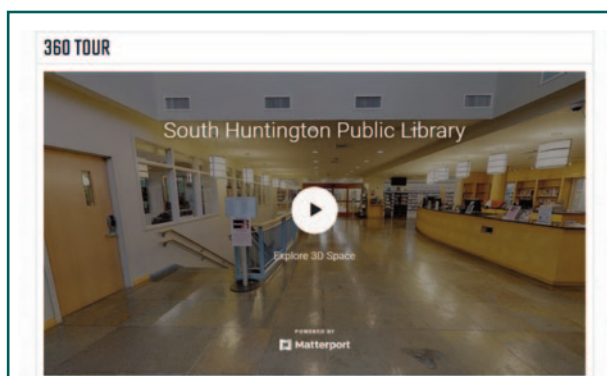 360 TOUR
South Huntington Public Library
Explore 3D Space
POWERED BY
Matterport